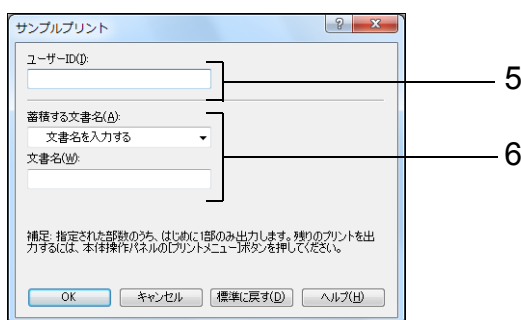 サンプルプリント
ユーザーID(I):
5
蓄積する文書名(A):
文書名を入力する
6
文書名(W):
補足: 指定された部数のうち、はじめに1部のみ出力します。残りのプリントを出
力するには、本体操作パネルの[プリントメニュー]ボタンを押してください。
OK キャンセル 標準に戻す(D) ヘルプ(H)